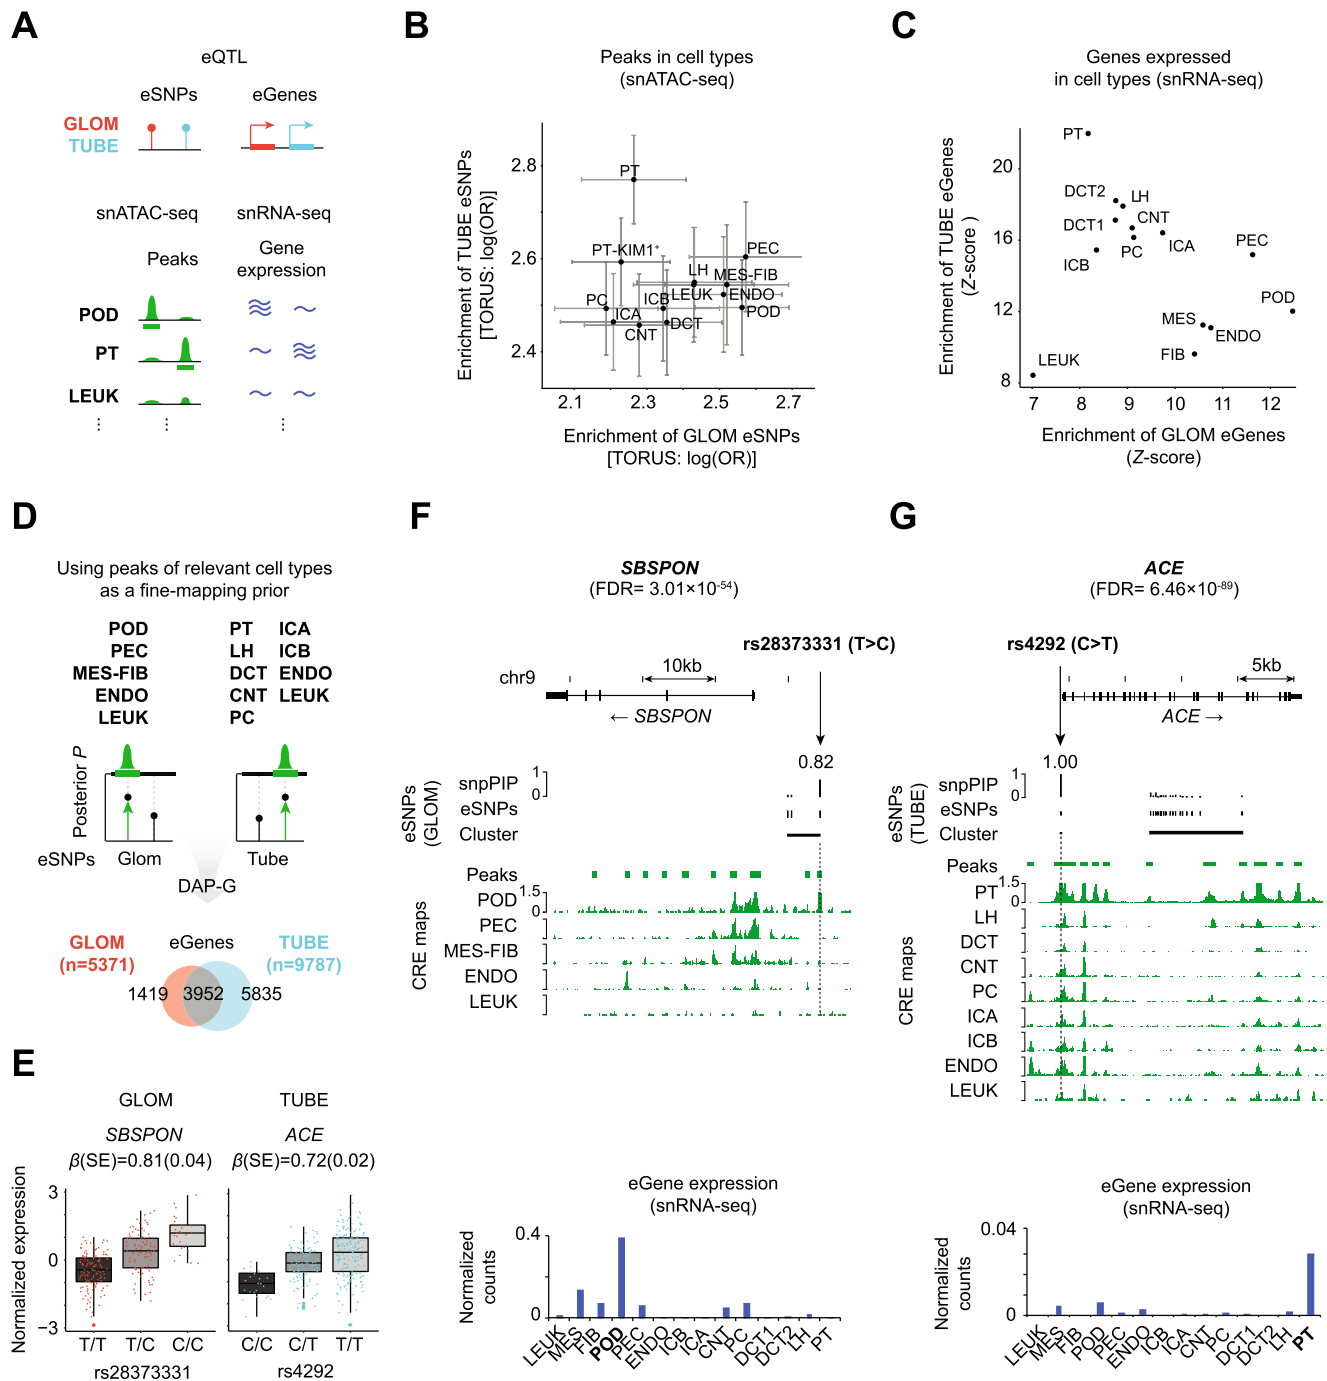 A
eQTL
eSNPs
eGenes
GLOM
TUBE
snATAC-seq
snRNA-seq
Peaks
Gene
expression
POD
PT
LEUK
B
Peaks in cell types
(snATAC-seq)
Enrichment of TUBE eSNPs
[TORUS: log(OR)]
2.8
2.6
2.4
PT
PT-KIM1+
PEC
LH
MES-FIB
PC
ICB
LEUK
ENDO
ICA
CNT
DCT
POD
2.1
2.3
2.5
2.7
Enrichment of GLOM eSNPs
[TORUS: log(OR)]
C
Genes expressed
in cell types (snRNA-seq)
Enrichment of TUBE eGenes
(Z-score )
20
16
12
8
PT
DCT2
LH
DCT1
CNT
ICB
PC
ICA
PEC
POD
MES
ENDO
FIB
LEUK
7
8
9
10
11
12
Enrichment of GLOM eGenes
(Z-score)
D
Using peaks of relevant cell types
as a fine-mapping prior
POD
PEC
MES-FIB
ENDO
LEUK
PT ICA
LH ICB
DCT ENDO
CNT LEUK
PC
Posterior P
eSNPs
Glom
Tube
DAP-G
GLOM
(n=5371)
eGenes
TUBE
(n=9787)
1419
3952
5835
E
GLOM
TUBE
SBSPON
ACE
β(SE)=0.81(0.04)
β(SE)=0.72(0.02)
Normalized expression
3
0
−3
T/T
T/C
C/C
C/C
C/T
T/T
rs28373331
rs4292
F
SBSPON
(FDR= 3.01×10-54)
rs28373331 (T>C)
chr9
10kb
← SBSPON
0.82
eSNPs
(GLOM)
snpPIP
1
0
eSNPs
Cluster
CRE maps
Peaks
POD
1.5
0
PEC
MES-FIB
ENDO
LEUK
eGene expression
(snRNA-seq)
Normalized
counts
0.4
0
LEUK
MES
FIB
POD
PEC
ENDO
ICB
ICA
CNT
PC
DCT1
DCT2
LH
PT
G
ACE
(FDR= 6.46×10-89)
rs4292 (C>T)
5kb
ACE →
1.00
eSNPs
(TUBE)
snpPIP
1
0
eSNPs
Cluster
CRE maps
Peaks
PT
1.5
0
LH
DCT
CNT
PC
ICA
ICB
ENDO
LEUK
eGene expression
(snRNA-seq)
Normalized
counts
0.04
0
LEUK
MES
FIB
POD
PEC
ENDO
ICB
ICA
CNT
PC
DCT1
DCT2
LH
PT